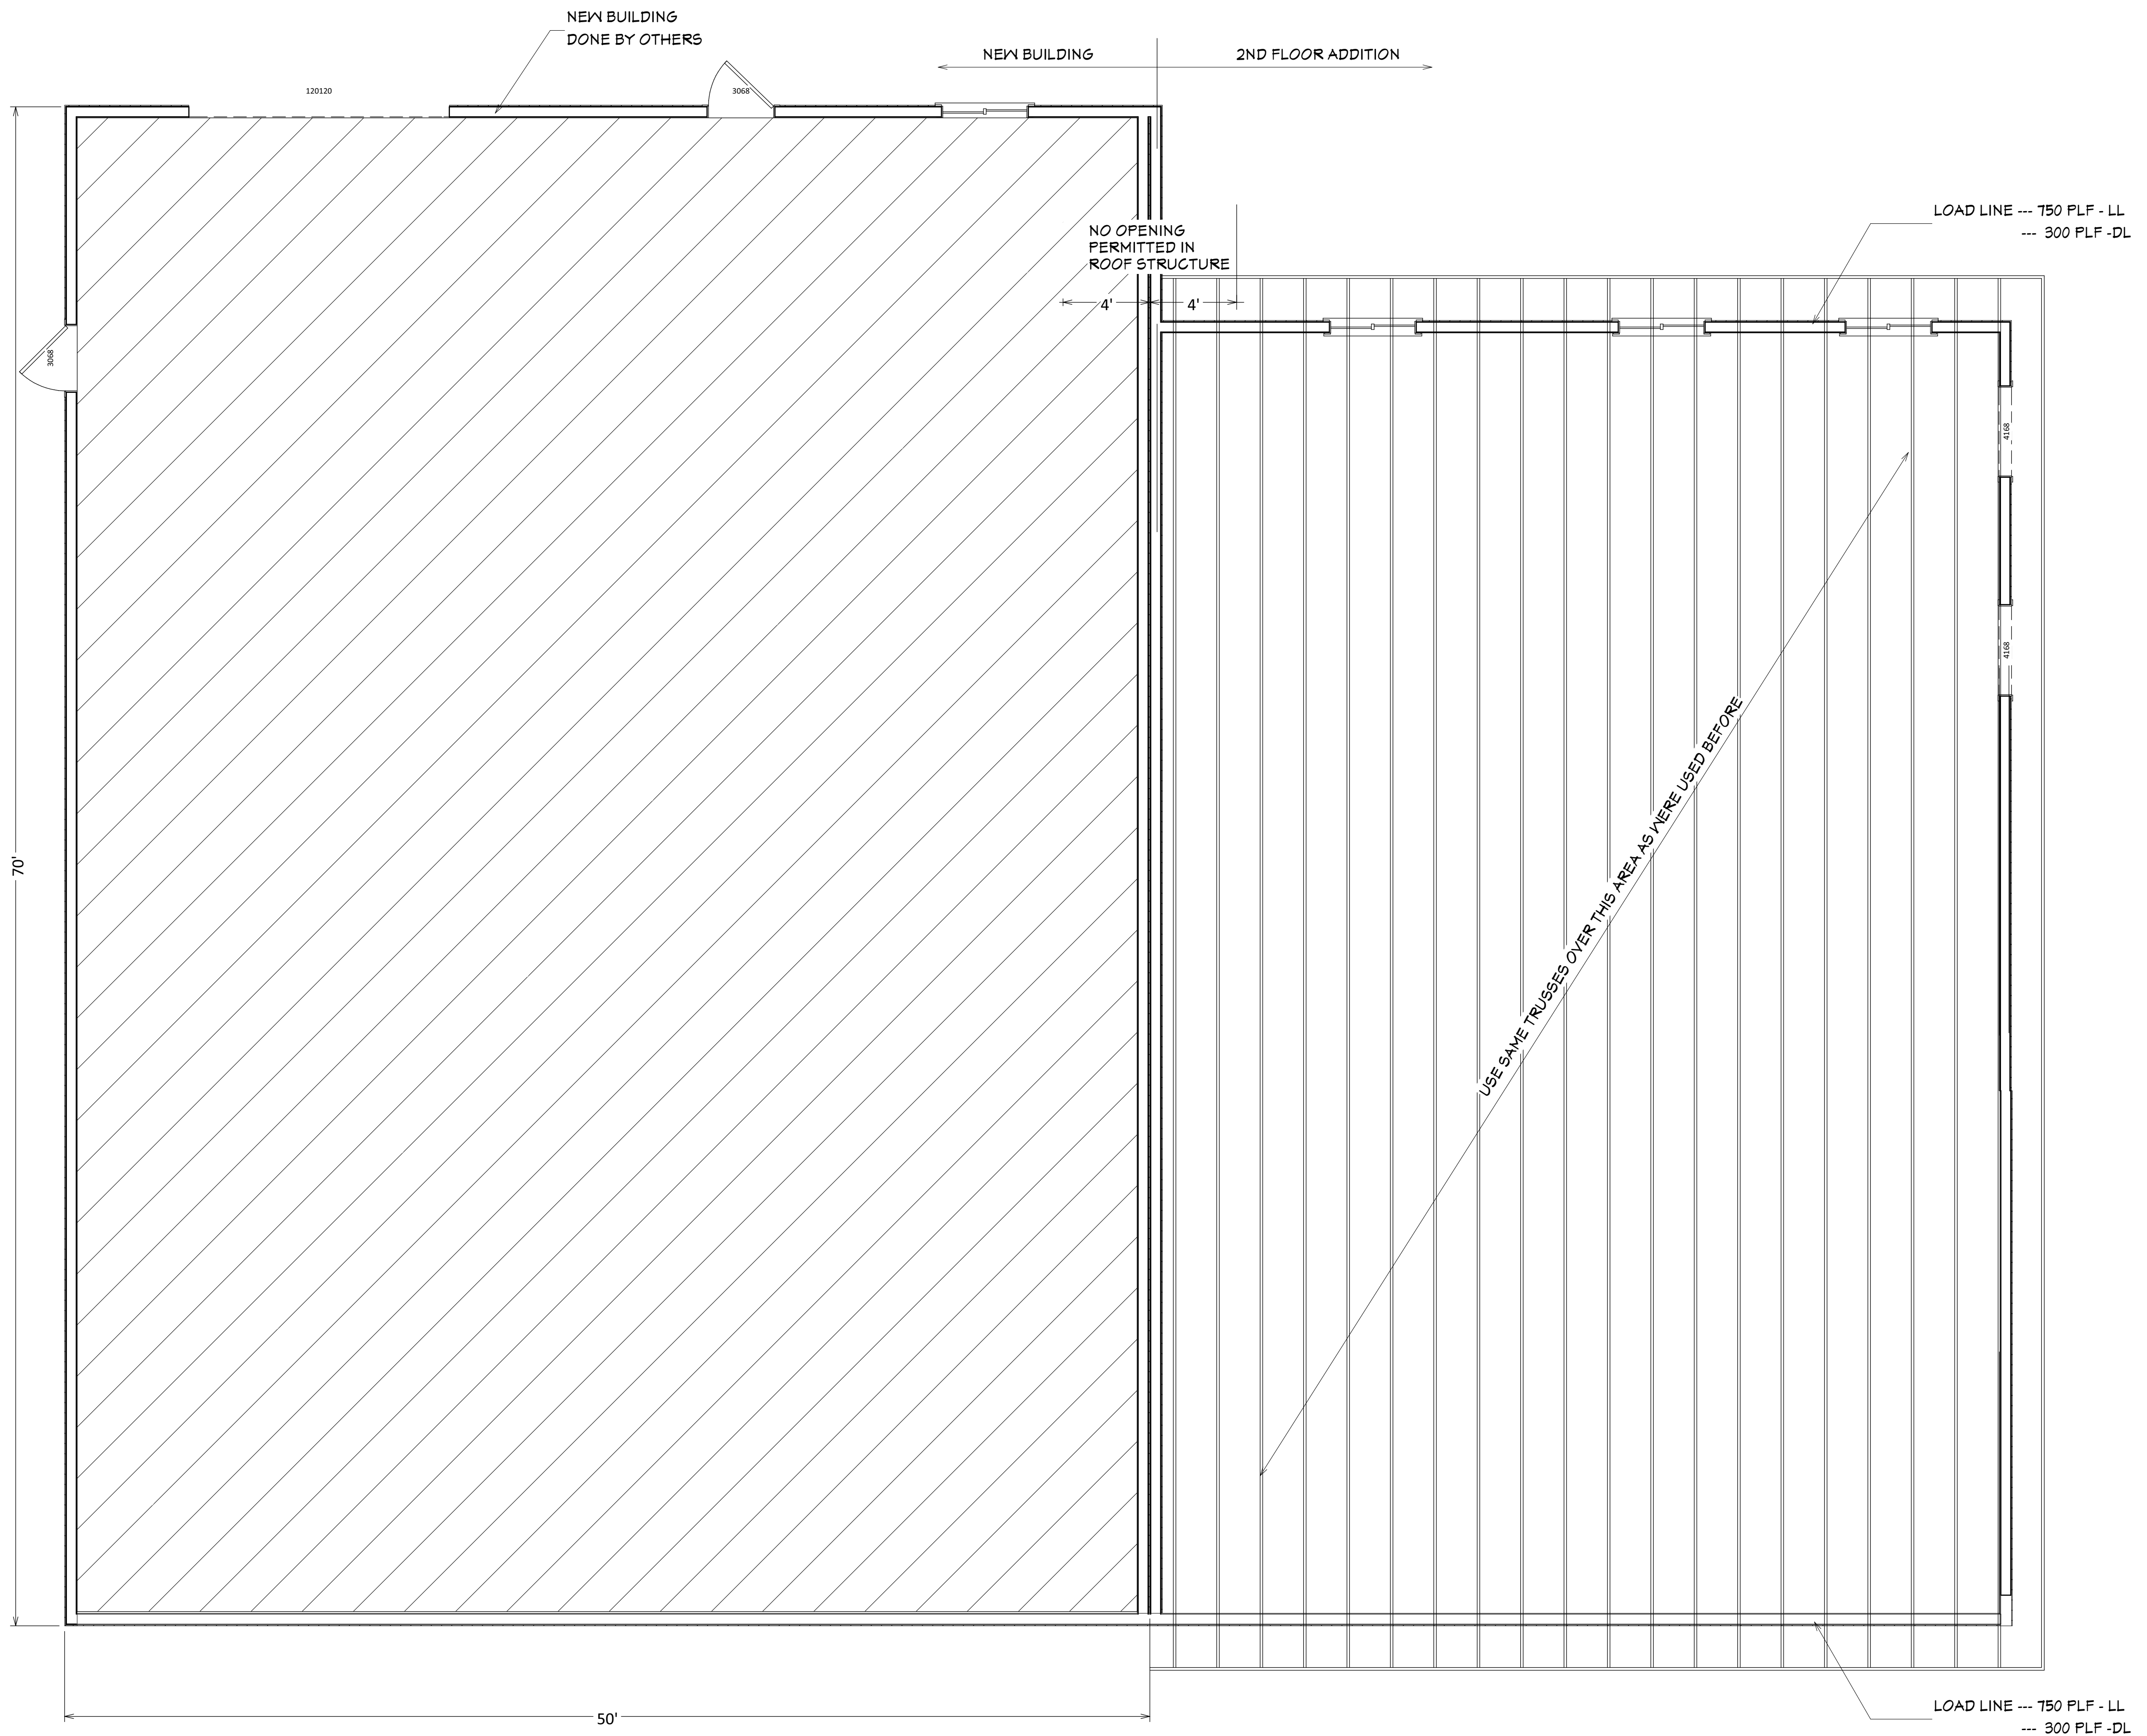 NEW BUILDING
DONE BY OTHERS
NEW BUILDING
2ND FLOOR ADDITION
120120
3068
LOAD LINE --- 750 PLF - LL
--- 300 PLF -DL
NO OPENING
PERMITTED IN
ROOF STRUCTURE
4'
4'
3068
4168
4168
USE SAME TRUSSES OVER THIS AREA AS WERE USED BEFORE
70'
50'
LOAD LINE --- 750 PLF - LL
--- 300 PLF -DL